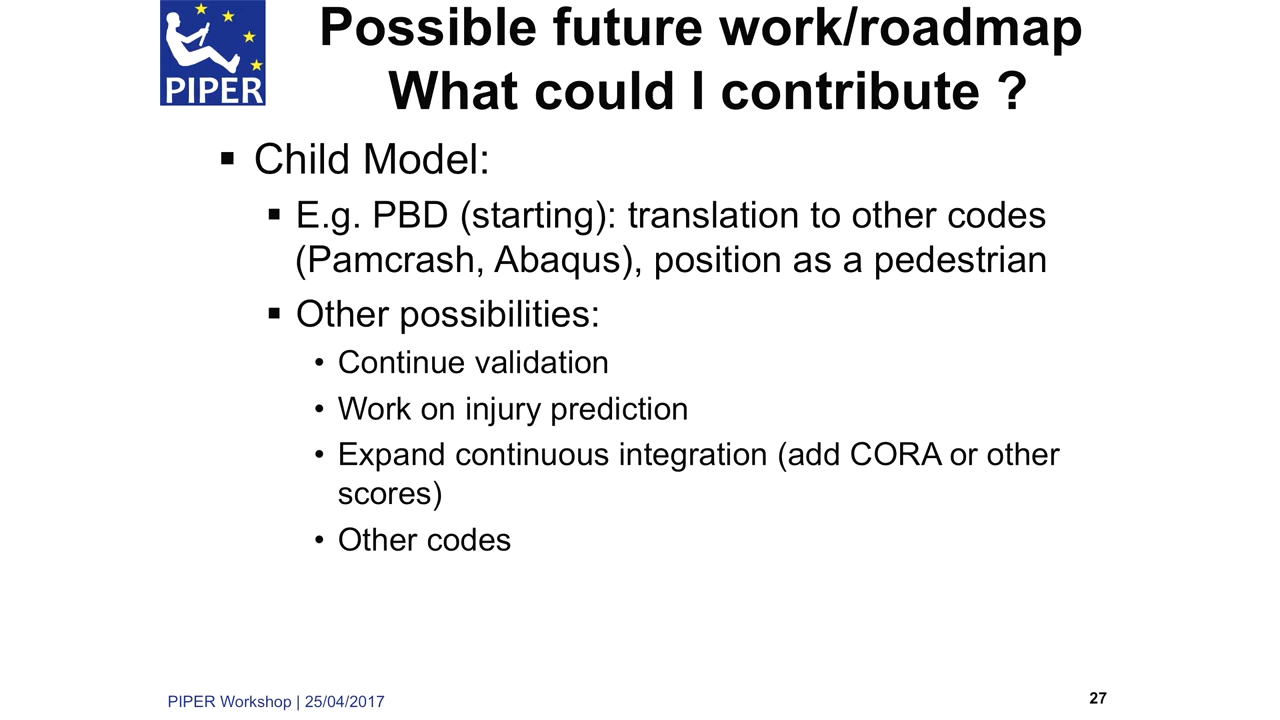 PIPER
Possible future work/roadmap
What could I contribute ?
▪ Child Model:
▪ E.g. PBD (starting): translation to other codes
(Pamcrash, Abaqus), position as a pedestrian
▪ Other possibilities:
• Continue validation
• Work on injury prediction
• Expand continuous integration (add CORA or other
scores)
• Other codes
PIPER Workshop | 25/04/2017
27